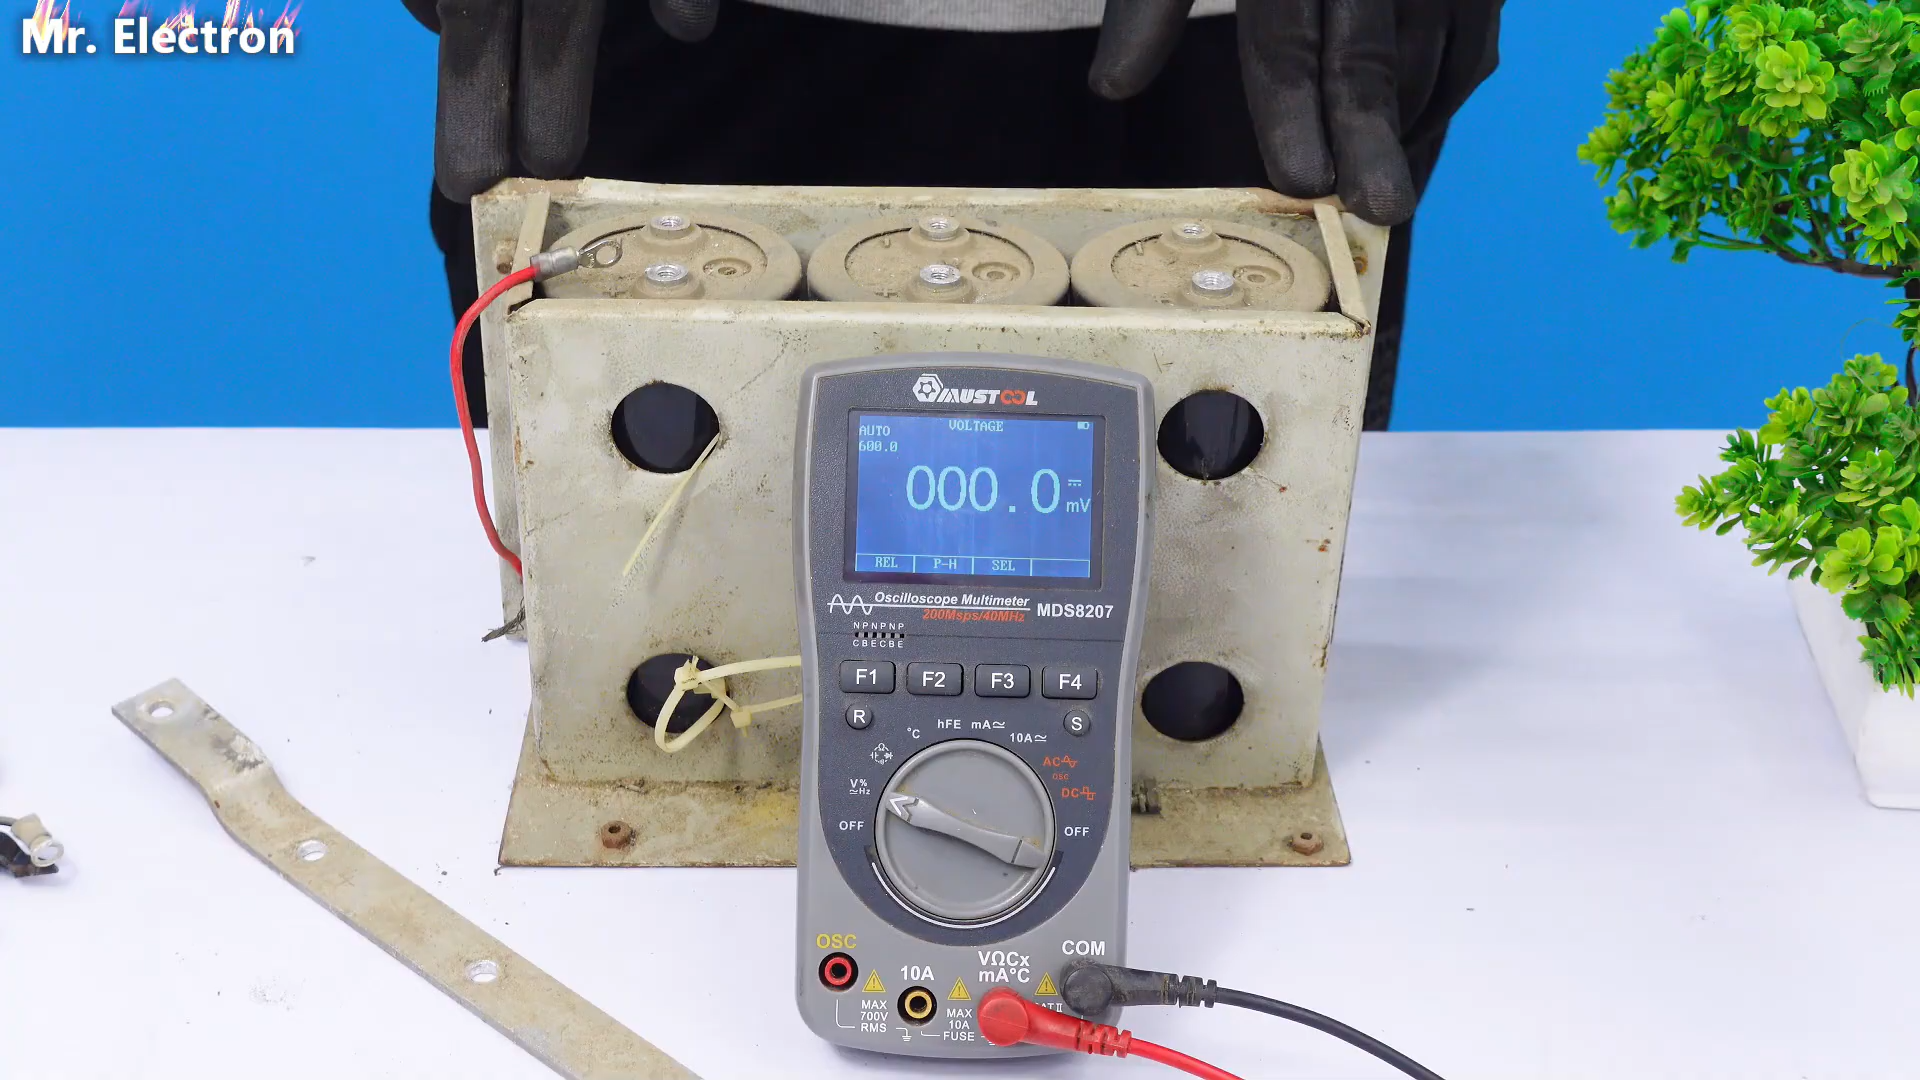 Mr. Electron
MUSTOOL
AUTO
VOLTAGE
600.0
000.0
mV
REL
P-H
SEL
Oscilloscope Multimeter
200Msps/40MHz
MDS8207
NPNPNP
CBECBE
F1
F2
F3
F4
R
S
hFE
mA
°C
10A
AC
OSC
DC
V%
Hz
OFF
OFF
OSC
10A
VΩCx
mA°C
COM
MAX
700V
RMS
MAX
10A
FUSE